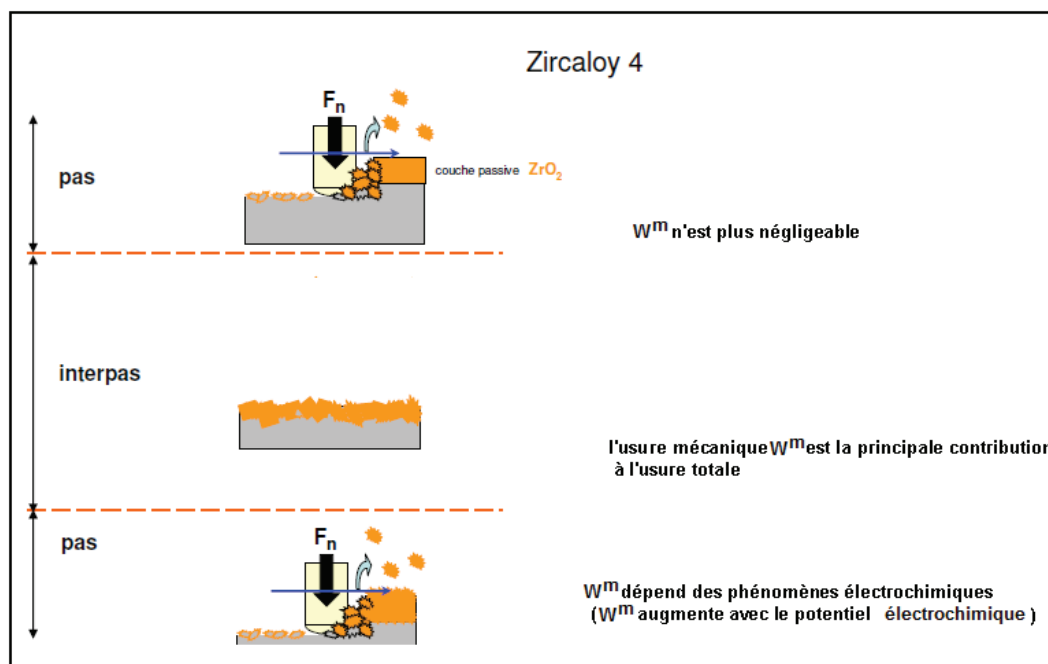 Zircaloy 4
Fn
pas
couche passive ZrO2
Wm n'est plus négligeable
interpas
l'usure mécanique Wm est la principale contribution
à l'usure totale
pas
Fn
Wm dépend des phénomènes électrochimiques
(Wm augmente avec le potentiel électrochimique )